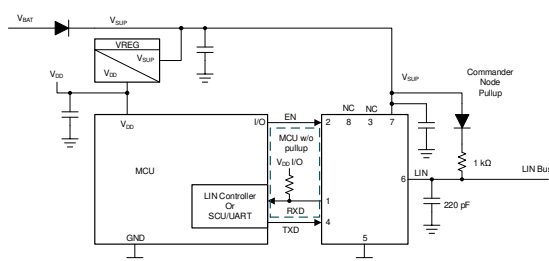 VBAT
VSUP
VREG
VSUP
VDD
VDD
VSUP
Commander
Node
Pullup
VDD
I/O
EN
2
8
NC
3
NC
7
MCU w/o
pullup
VDD I/O
MCU
LIN Controller
Or
SCU/UART
1
RXD
4
TXD
6
LIN
1 kΩ
LIN Bus
220 pF
GND
5